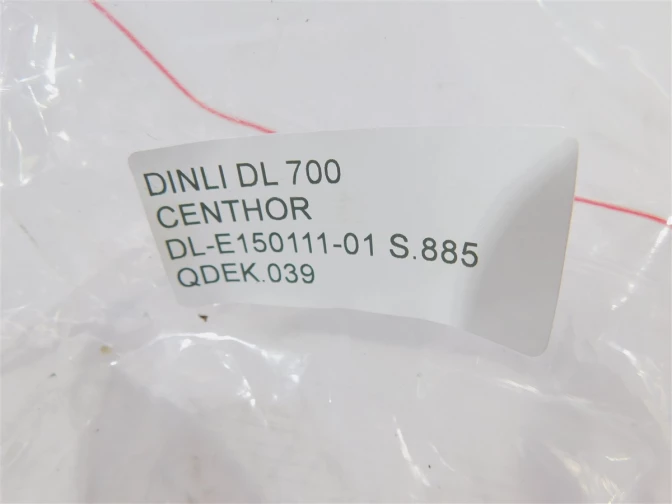 DINLI DL 700
CENTHOR
DL-E150111-01 S.885
QDEK.039